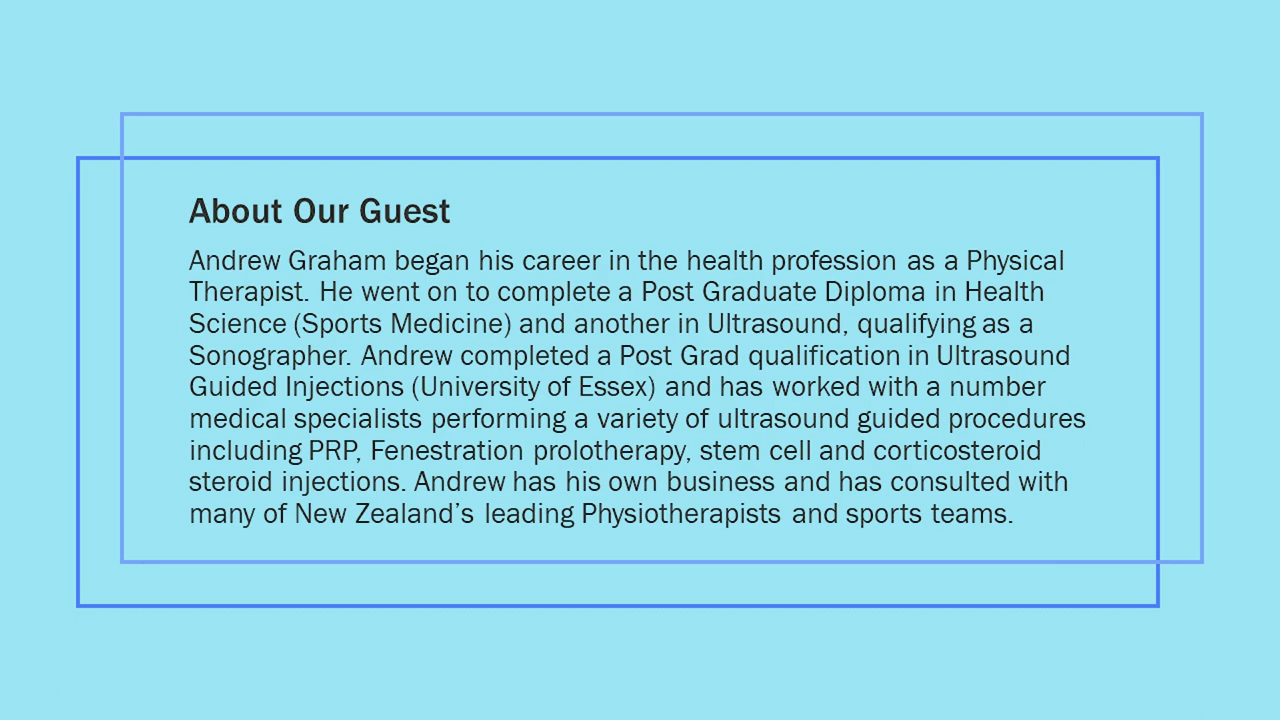 About Our Guest
Andrew Graham began his career in the health profession as a Physical
Therapist. He went on to complete a Post Graduate Diploma in Health
Science (Sports Medicine) and another in Ultrasound, qualifying as a
Sonographer. Andrew completed a Post Grad qualification in Ultrasound
Guided Injections (University of Essex) and has worked with a number
medical specialists performing a variety of ultrasound guided procedures
including PRP, Fenestration prolotherapy, stem cell and corticosteroid
steroid injections. Andrew has his own business and has consulted with
many of New Zealand’s leading Physiotherapists and sports teams.